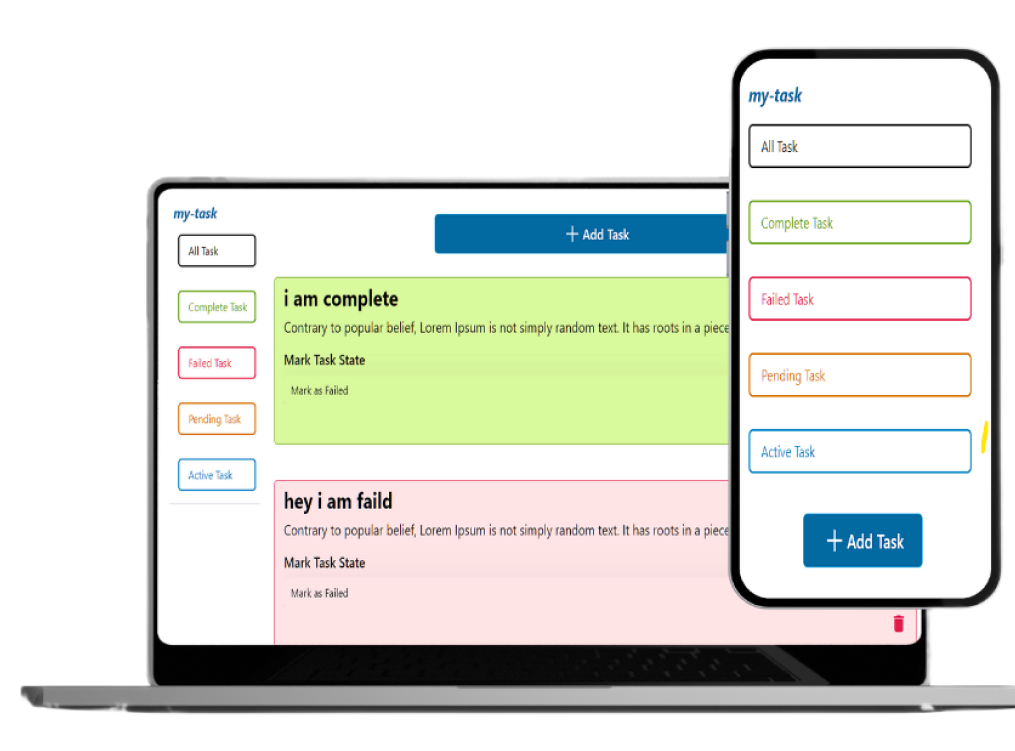 my-task
All Task
Complete Task
Failed Task
Pending Task
Active Task
+ Add Task
i am complete
Contrary to popular belief, Lorem Ipsum is not simply random text. It has roots in a piece
Mark Task State
Mark as Failed
hey i am faild
Contrary to popular belief, Lorem Ipsum is not simply random text. It has roots in a piece
Mark Task State
Mark as Failed
my-task
All Task
Complete Task
Failed Task
Pending Task
Active Task
+ Add Task